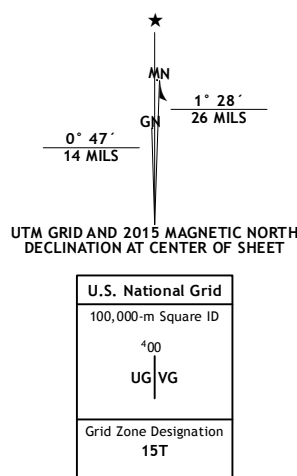 ★
MN
1° 28´
26 MILS
GN
0° 47´
14 MILS
UTM GRID AND 2015 MAGNETIC NORTH
DECLINATION AT CENTER OF SHEET
U.S. National Grid
100,000-m Square ID
⁴00
UG VG
Grid Zone Designation
15T